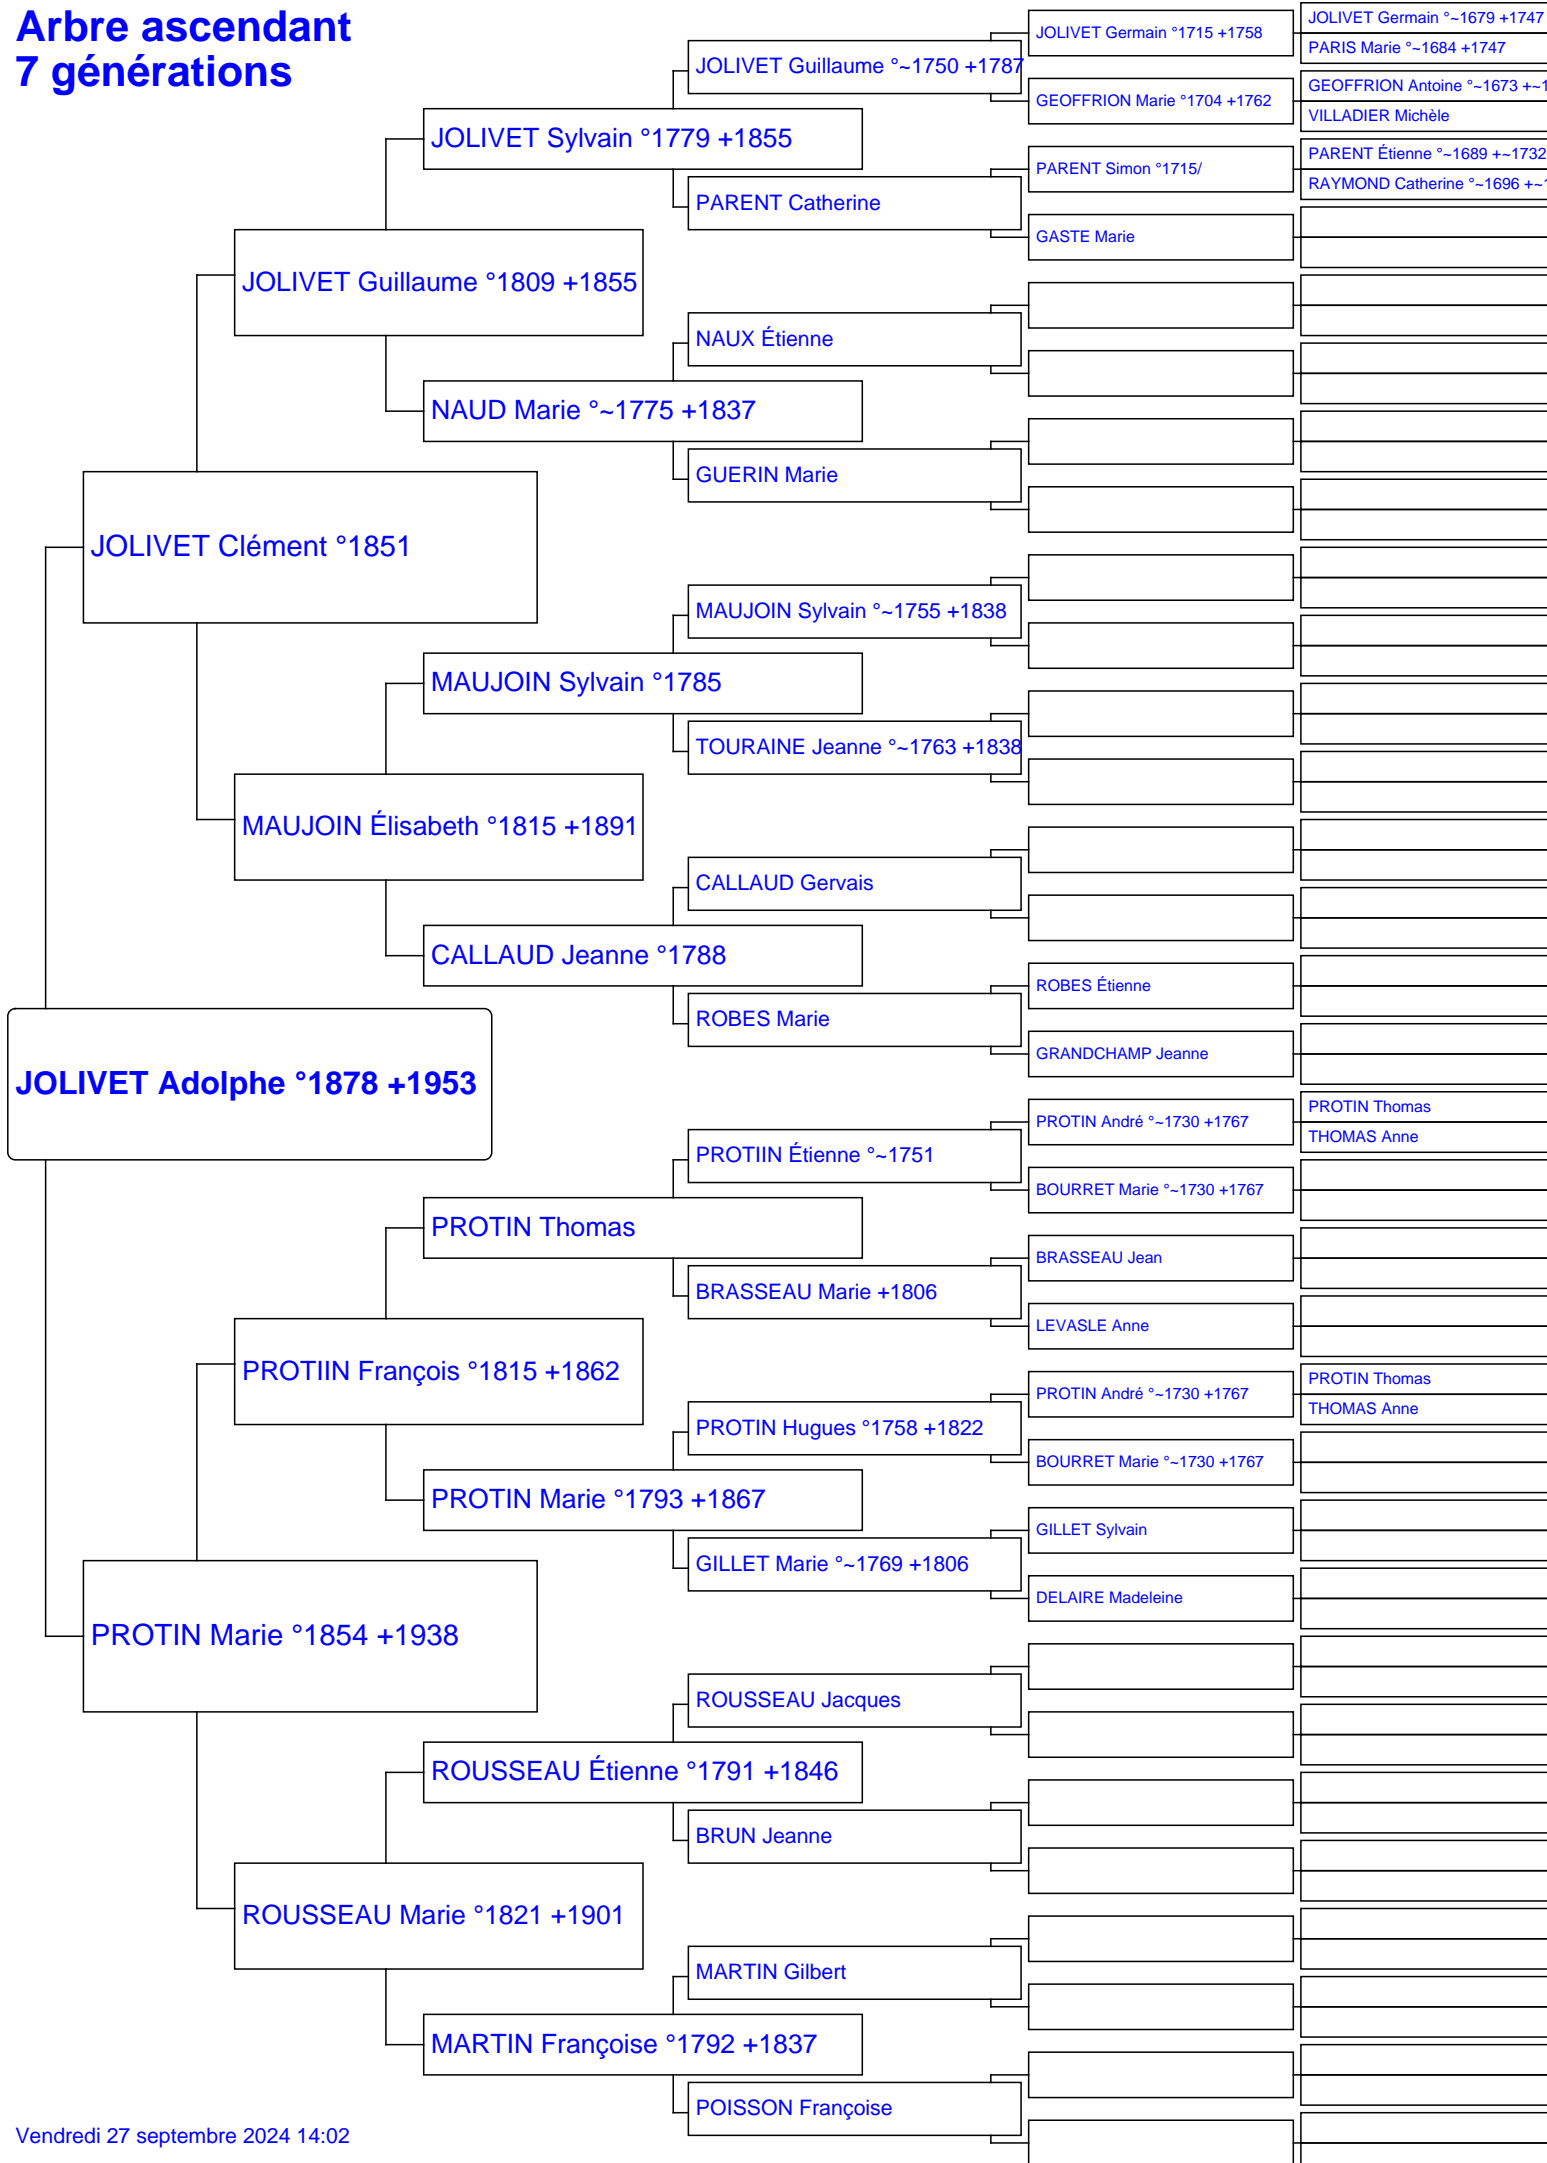 Arbre ascendant
7 générations
JOLIVET Adolphe °1878 +1953
JOLIVET Clément °1851
PROTIN Marie °1854 +1938
JOLIVET Guillaume °1809 +1855
MAUJOIN Élisabeth °1815 +1891
PROTIIN François °1815 +1862
ROUSSEAU Marie °1821 +1901
JOLIVET Sylvain °1779 +1855
NAUD Marie °~1775 +1837
MAUJOIN Sylvain °1785
CALLAUD Jeanne °1788
PROTIN Thomas
PROTIN Marie °1793 +1867
ROUSSEAU Étienne °1791 +1846
MARTIN Françoise °1792 +1837
JOLIVET Guillaume °~1750 +1787
PARENT Catherine
NAUX Étienne
GUERIN Marie
MAUJOIN Sylvain °~1755 +1838
TOURAINE Jeanne °~1763 +1838
CALLAUD Gervais
ROBES Marie
PROTIIN Étienne °~1751
BRASSEAU Marie +1806
PROTIN Hugues °1758 +1822
GILLET Marie °~1769 +1806
ROUSSEAU Jacques
BRUN Jeanne
MARTIN Gilbert
POISSON Françoise
JOLIVET Germain °1715 +1758
GEOFFRION Marie °1704 +1762
PARENT Simon °1715/
GASTE Marie
ROBES Étienne
GRANDCHAMP Jeanne
PROTIN André °~1730 +1767
BOURRET Marie °~1730 +1767
BRASSEAU Jean
LEVASLE Anne
PROTIN André °~1730 +1767
BOURRET Marie °~1730 +1767
GILLET Sylvain
DELAIRE Madeleine
JOLIVET Germain °~1679 +1747
PARIS Marie °~1684 +1747
GEOFFRION Antoine °~1673
VILLADIER Michèle
PARENT Étienne °~1689 +~1732
RAYMOND Catherine °~1696
PROTIN Thomas
THOMAS Anne
PROTIN Thomas
THOMAS Anne
Vendredi 27 septembre 2024 14:02